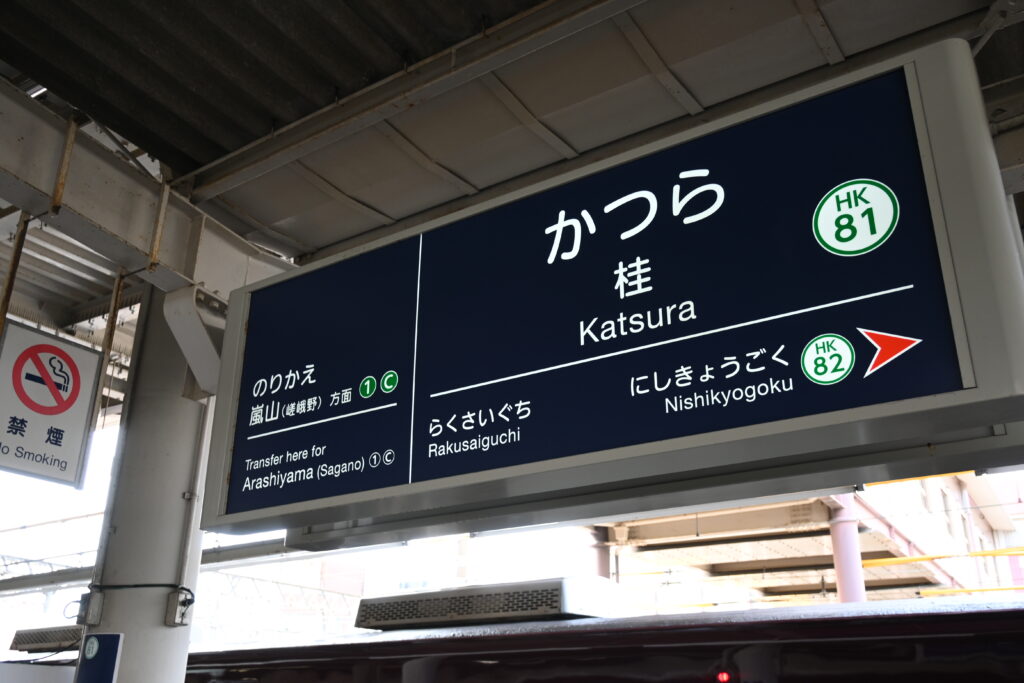 かつら
桂
Katsura
HK
81
らくさいぐち
Rakusaiguchi
にしきょうごく
Nishikyogoku
HK
82
のりかえ
嵐山(嵯峨野)方面 1 C
Transfer here for
Arashiyama (Sagano) 1 C
禁煙
No Smoking